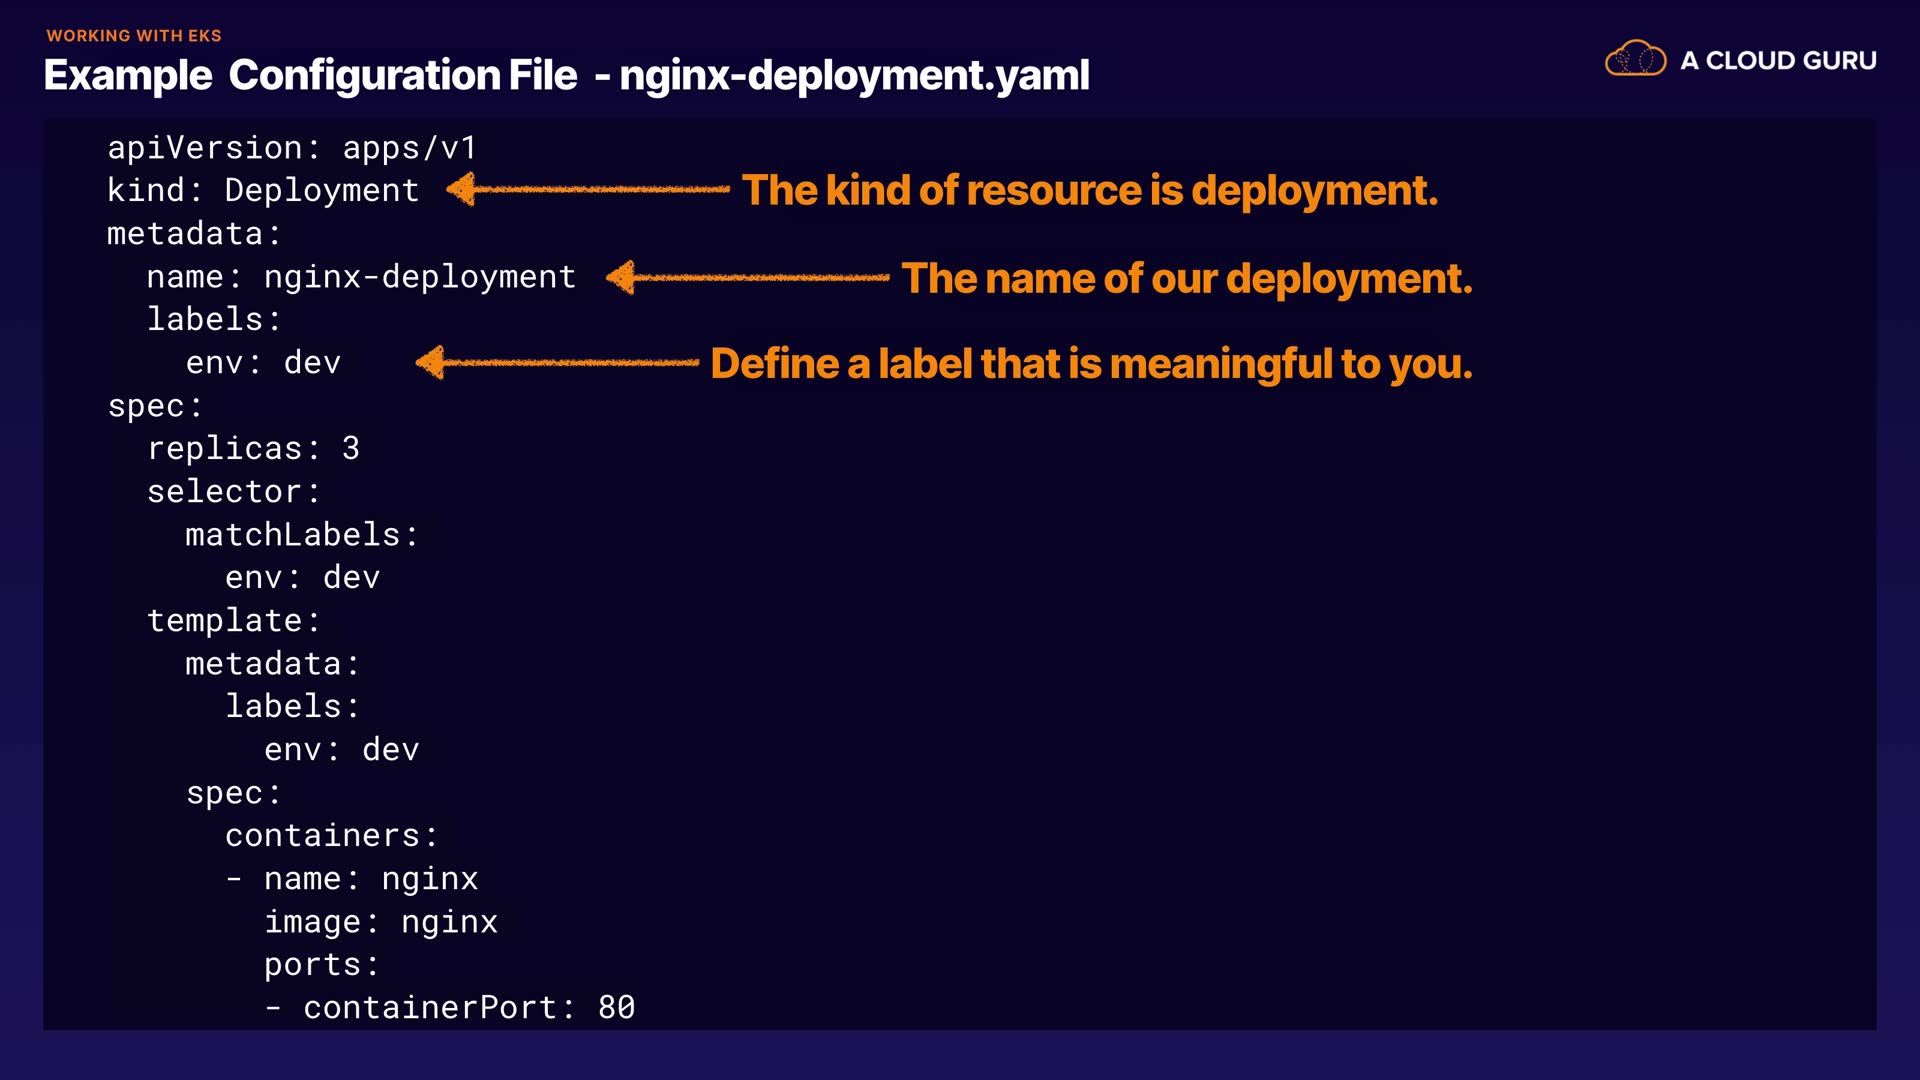 WORKING WITH EKS
Example Configuration File - nginx-deployment.yaml
A CLOUD GURU
apiVersion: apps/v1
kind: Deployment
The kind of resource is deployment.
metadata:
name: nginx-deployment
The name of our deployment.
labels:
env: dev
Define a label that is meaningful to you.
spec:
replicas: 3
selector:
matchLabels:
env: dev
template:
metadata:
labels:
env: dev
spec:
containers:
- name: nginx
image: nginx
ports:
- containerPort: 80